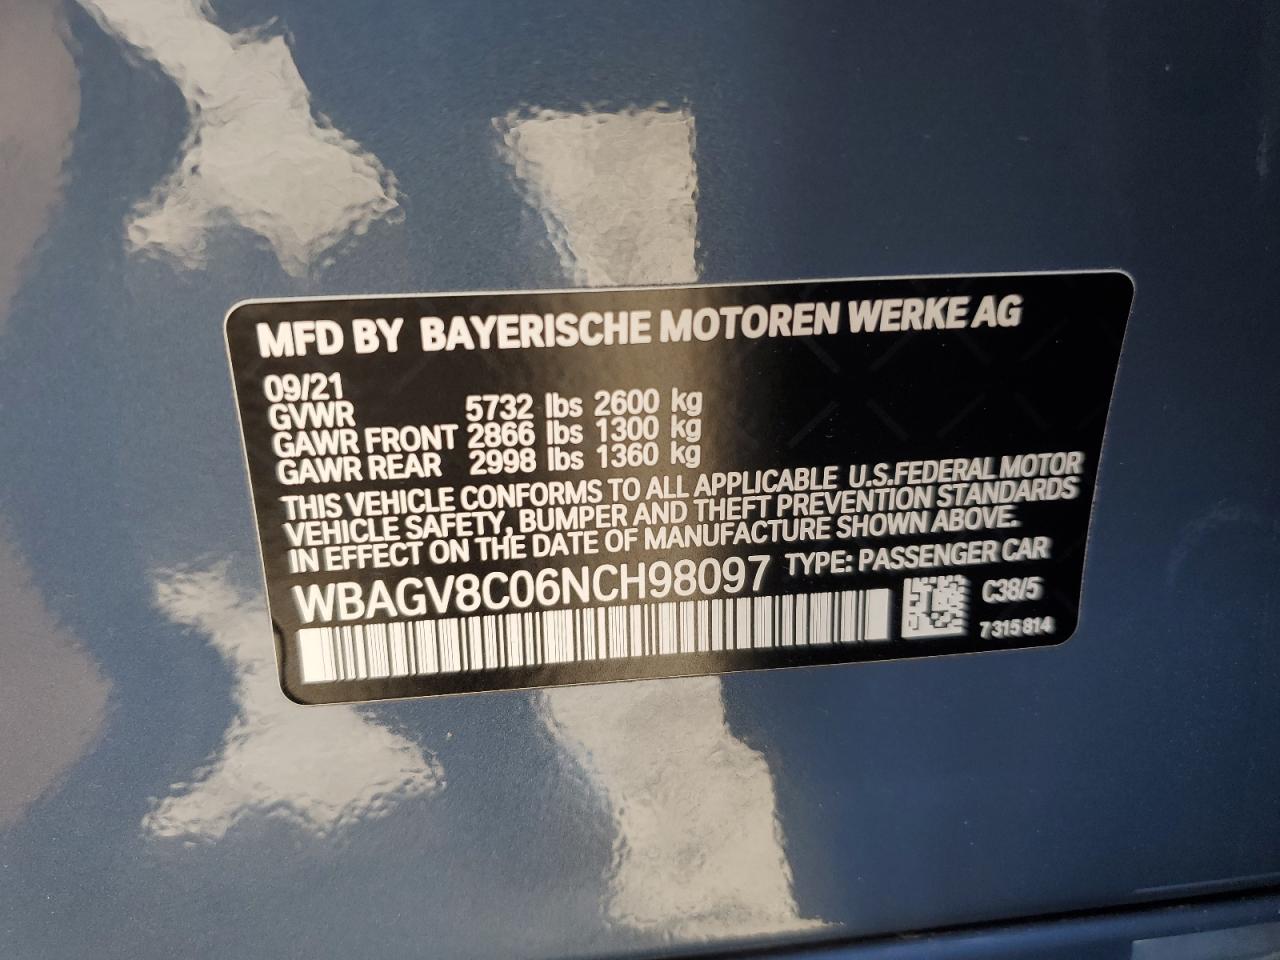 MFD BY BAYERISCHE MOTOREN WERKE AG
09/21
GVWR 5732 lbs 2600 kg
GAWR FRONT 2866 lbs 1300 kg
GAWR REAR 2998 lbs 1360 kg
THIS VEHICLE CONFORMS TO ALL APPLICABLE U.S.FEDERAL MOTOR
VEHICLE SAFETY, BUMPER AND THEFT PREVENTION STANDARDS
IN EFFECT ON THE DATE OF MANUFACTURE SHOWN ABOVE.
WBAGV8C06NCH98097 TYPE: PASSENGER CAR
C38/5
7 315 814